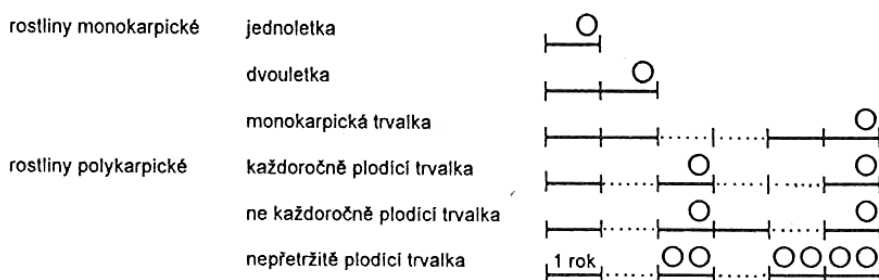 rostliny monokarpické jednoletka
dvouletka
monokarpická trvalka
rostliny polykarpické každoročně plodící trvalka
ne každoročně plodící trvalka
nepřetržitě plodící trvalka 1 rok